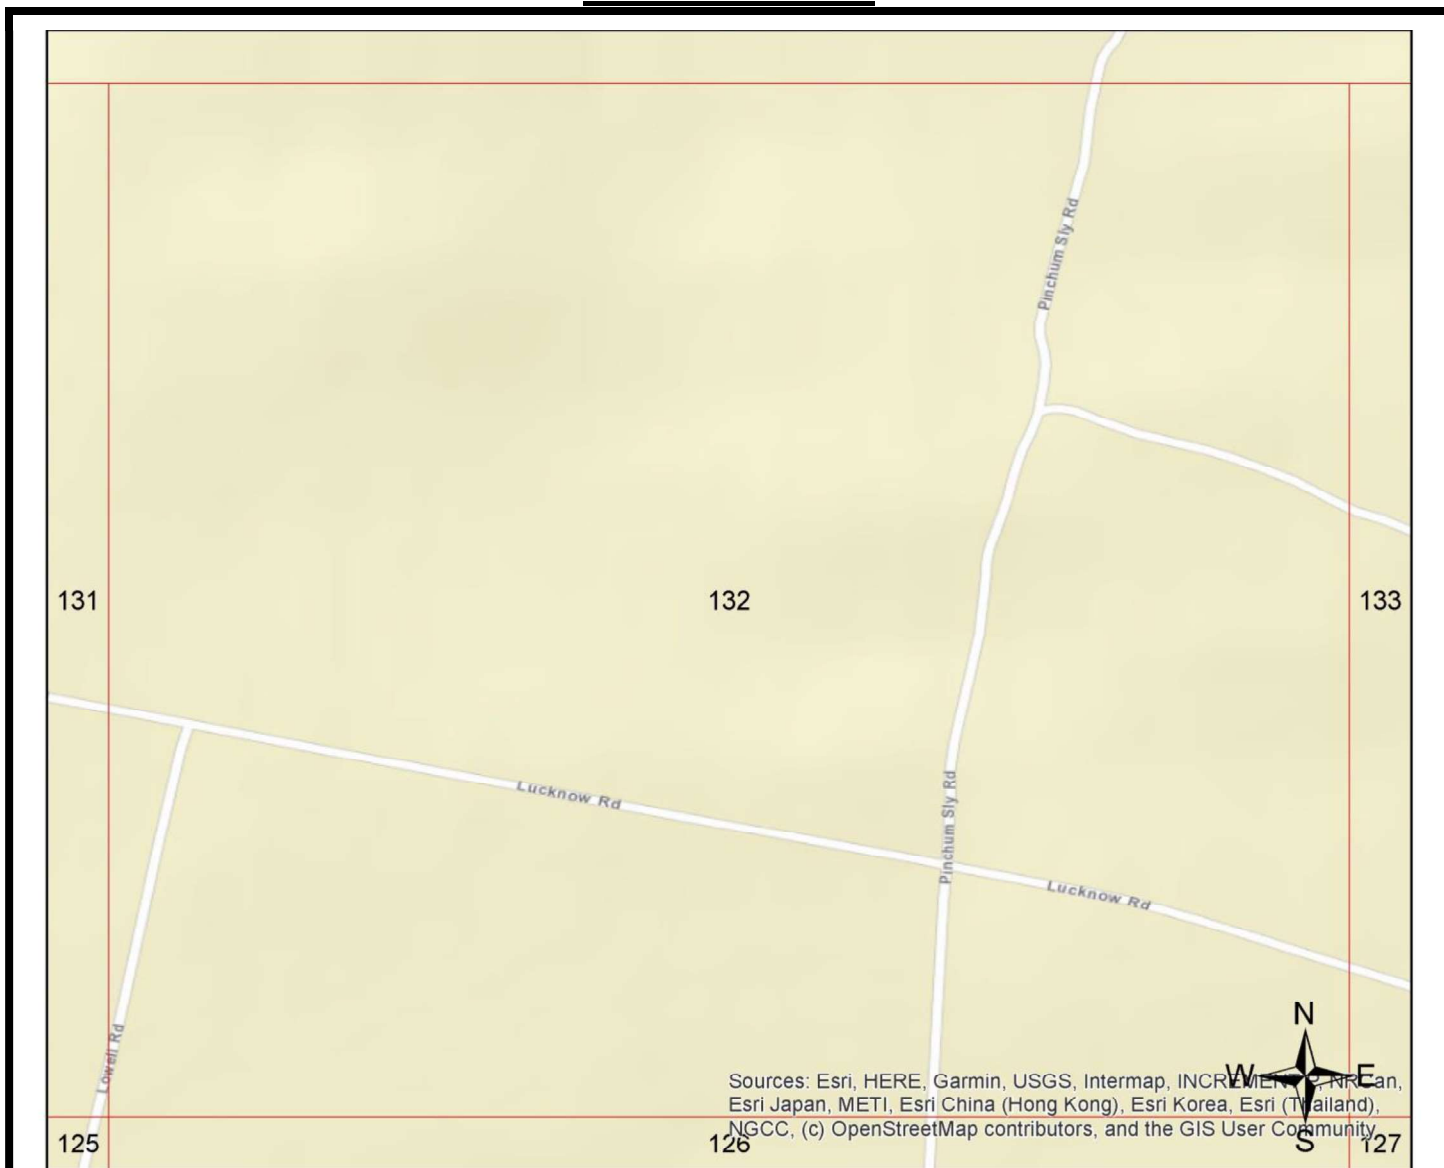 Pinchum Sly Rd
131
132
133
Lucknow Rd
Pinchum Sly Rd
Lucknow Rd
Lowell Rd
N
W
E
S
Sources: Esri, HERE, Garmin, USGS, Intermap,
Esri Japan, METI, Esri China (Hong Kong), Esri Korea, Esri (Thailand),
NGCC, (c) OpenStreetMap contributors, and the GIS User Community
125
126
127